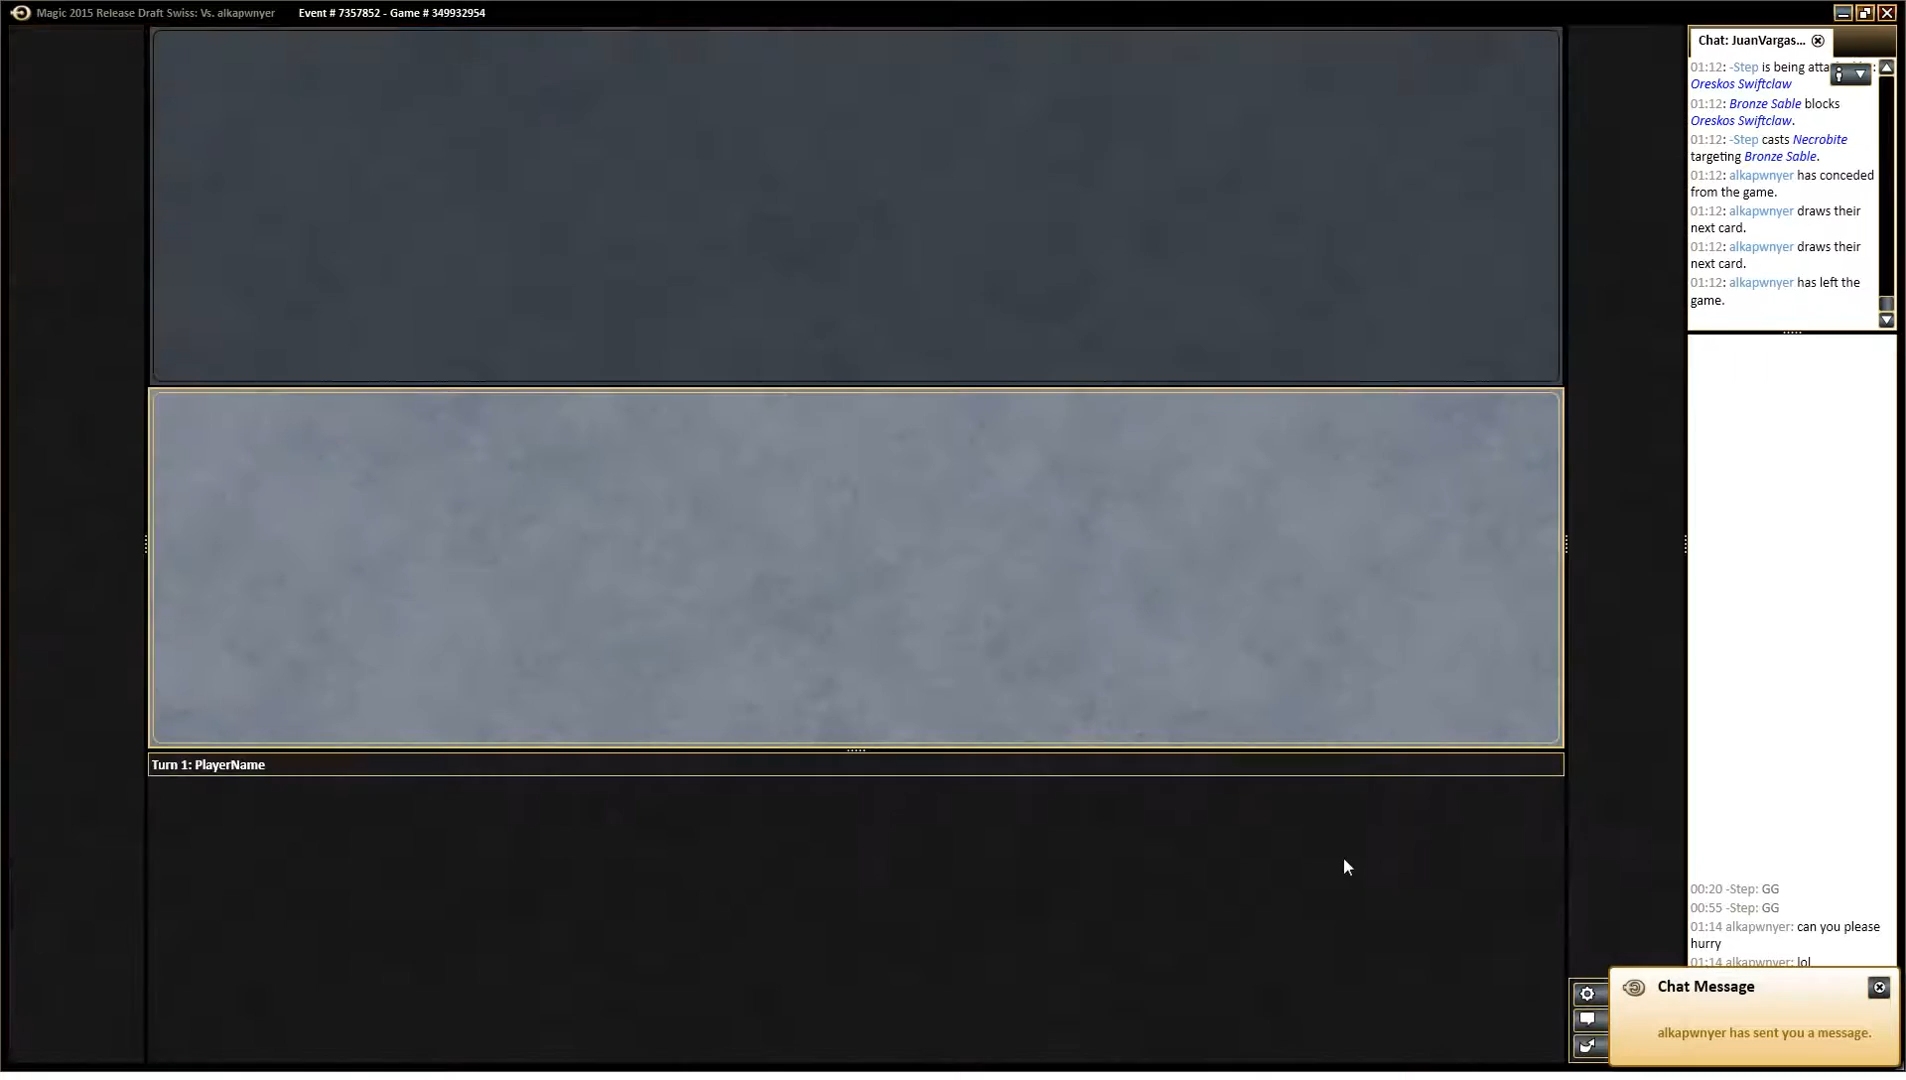 Magic 2015 Release Draft Swiss: Vs. alkapwnyer Event # 7357852 - Game # 349932954
Chat: JuanVargas...
01:12: -Step is being atta
Oreskos Swiftclaw
01:12: Bronze Sable blocks
Oreskos Swiftclaw.
01:12: -Step casts Necrobite
targeting Bronze Sable.
01:12: alkapwnyer has conceded
from the game.
01:12: alkapwnyer draws their
next card.
01:12: alkapwnyer draws their
next card.
01:12: alkapwnyer has left the
game.
Turn 1: PlayerName
00:20 -Step: GG
00:55 -Step: GG
01:14 alkapwnyer: can you please
hurry
01:14 alkapwnyer: lol
Chat Message
alkapwnyer has sent you a message.